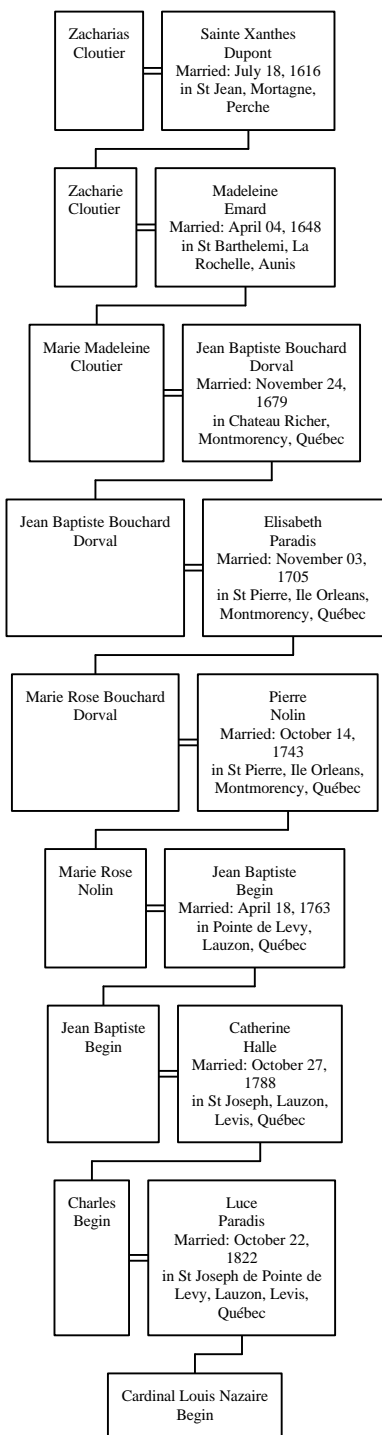 Zacharias
Cloutier
Sainte Xanthes
Dupont
Married: July 18, 1616
in St Jean, Mortagne,
Perche
Zacharie
Cloutier
Madeleine
Emard
Married: April 04, 1648
in St Barthelemi, La
Rochelle, Aunis
Marie Madeleine
Cloutier
Jean Baptiste Bouchard
Dorval
Married: November 24,
1679
in Chateau Richer,
Montmorency, Québec
Jean Baptiste Bouchard
Dorval
Elisabeth
Paradis
Married: November 03,
1705
in St Pierre, Ile Orleans,
Montmorency, Québec
Marie Rose Bouchard
Dorval
Pierre
Nolin
Married: October 14,
1743
in St Pierre, Ile Orleans,
Montmorency, Québec
Marie Rose
Nolin
Jean Baptiste
Begin
Married: April 18, 1763
in Pointe de Levy,
Lauzon, Québec
Jean Baptiste
Begin
Catherine
Halle
Married: October 27,
1788
in St Joseph, Lauzon,
Levis, Québec
Charles
Begin
Luce
Paradis
Married: October 22,
1822
in St Joseph de Pointe de
Levy, Lauzon, Levis,
Québec
Cardinal Louis Nazaire
Begin